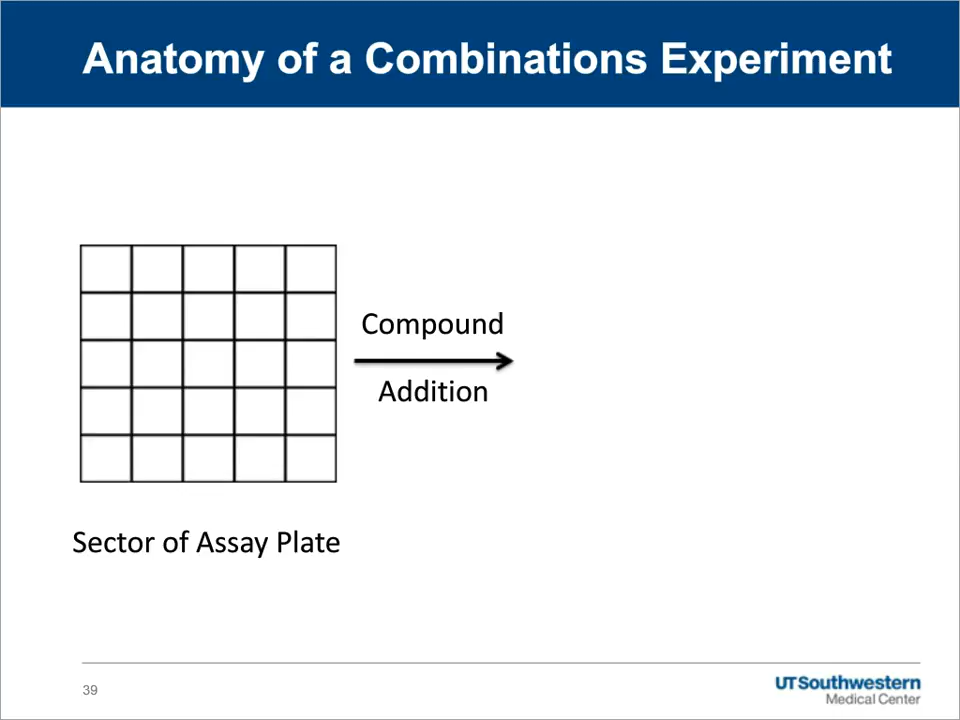 Anatomy of a Combinations Experiment
Compound
Addition
Sector of Assay Plate
39
UTSouthwestern
Medical Center